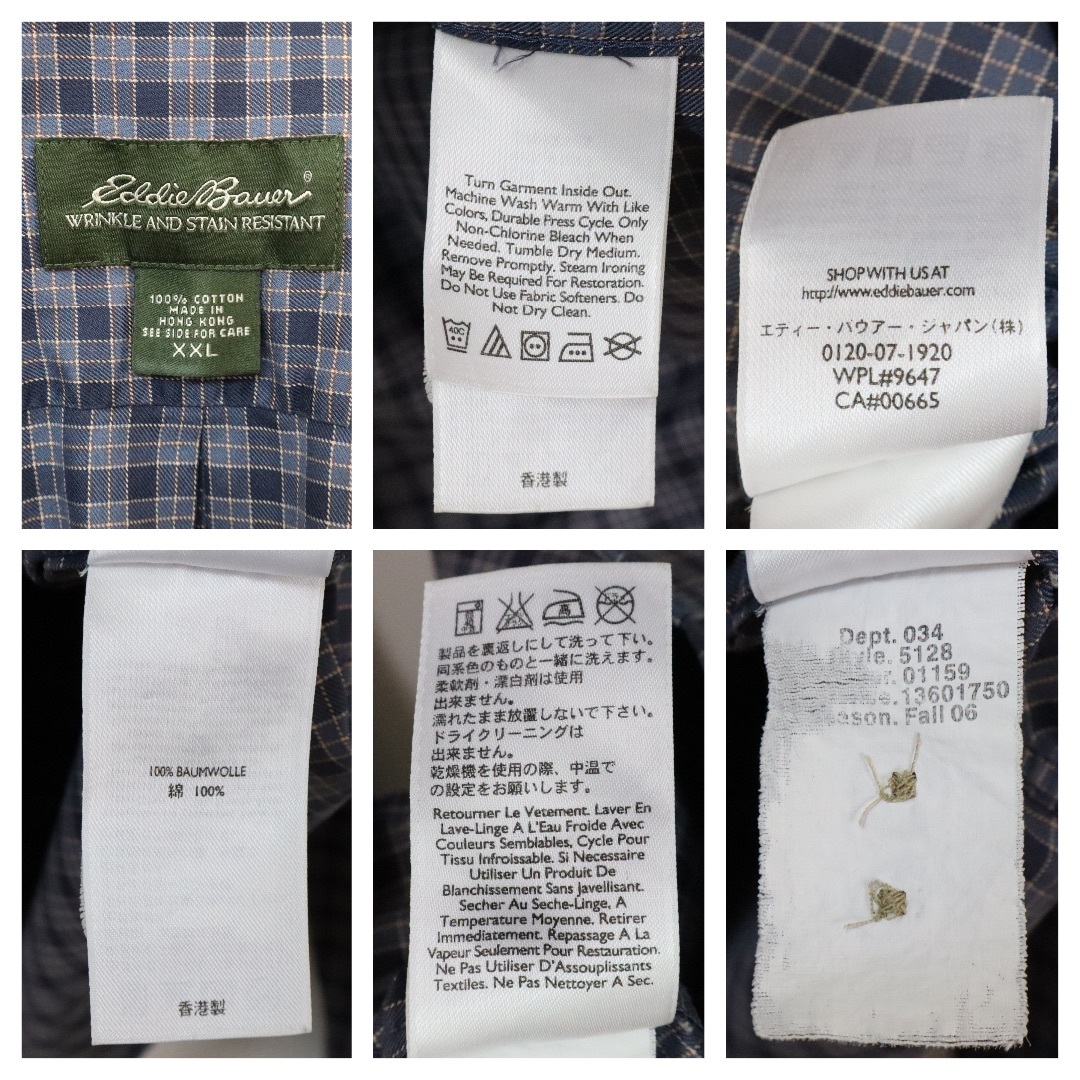 Eddie Bauer®
WRINKLE AND STAIN RESISTANT
100% COTTON
MADE IN
HONG KONG
SEE SIDE FOR CARE
XXL
Turn Garment Inside Out.
Machine Wash Warm With Like
Colors, Durable Press Cycle. Only
Non-Chlorine Bleach When
Needed. Tumble Dry Medium.
Remove Promptly. Steam Ironing
May Be Required For Restoration.
Do Not Use Fabric Softeners. Do
Not Dry Clean.
40C
香港製
SHOP WITH US AT
http://www.eddiebauer.com
エディー・バウアー・ジャパン(株)
0120-07-1920
WPL#9647
CA#00665
100% BAUMWOLLE
綿 100%
香港製
高
製品を裏返しにして洗って下い。
同系色のものと一緒に洗えます。
柔軟剤・漂白剤は使用
出来ません。
濡れたまま放置しないで下さい。
ドライクリーニングは
出来ません。
乾燥機を使用の際、中温で
の設定をお願いします。
Retourner Le Vetement. Laver En
Lave-Linge A L'Eau Froide Avec
Couleurs Semblables, Cycle Pour
Tissu Infroissable. Si Necessaire
Utiliser Un Produit De
Blanchissement Sans Javellisant.
Secher Au Seche-Linge, A
Temperature Moyenne. Retirer
Immediatement. Repassage A La
Vapeur Seulement Pour Restauration.
Ne Pas Utiliser D'Assouplissants
Textiles. Ne Pas Nettoyer A Sec.
Dept. 034
5128
01159
13601750
Fall 06